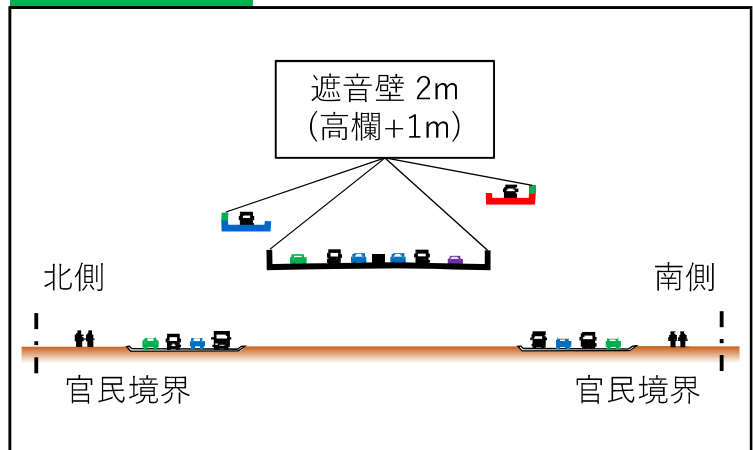 遮音壁 2m
(高欄+1m)
北側
南側
官民境界
官民境界